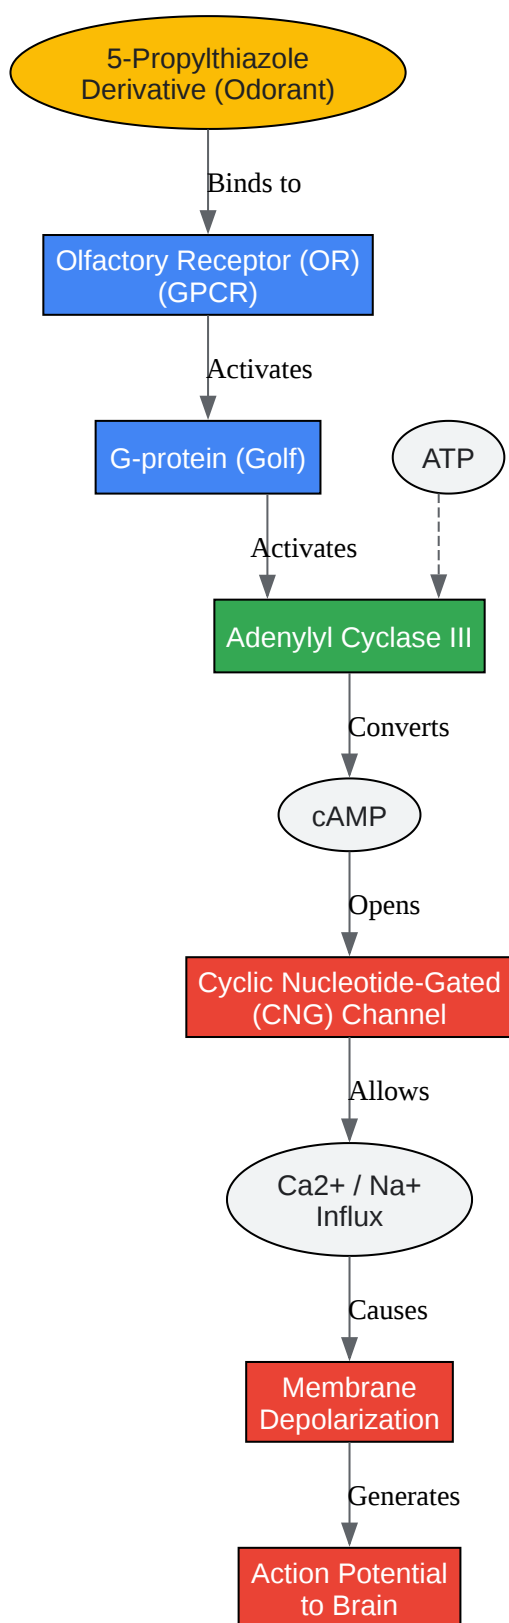 5-Propylthiazole
Derivative (Odorant)
Binds to
Olfactory Receptor (OR)
(GPCR)
Activates
G-protein (Golf)
ATP
Activates
Adenylyl Cyclase III
Converts
cAMP
Opens
Cyclic Nucleotide-Gated
(CNG) Channel
Allows
Ca2+ / Na+
Influx
Causes
Membrane
Depolarization
Generates
Action Potential
to Brain